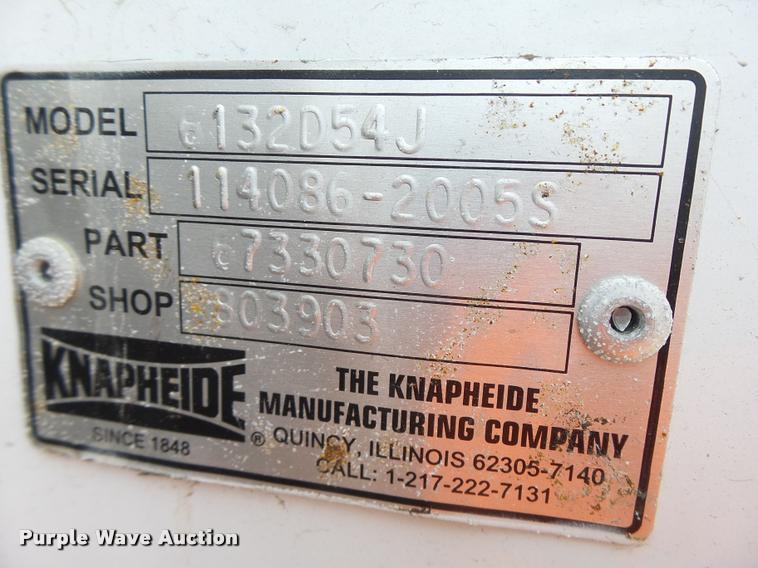 MODEL 6132D54J
SERIAL 114086-2005S
PART 67330730
SHOP 803903
KNAPHEIDE
SINCE 1848
®
THE KNAPHEIDE
MANUFACTURING COMPANY
QUINCY, ILLINOIS 62305-7140
CALL: 1-217-222-7131
Purple Wave Auction